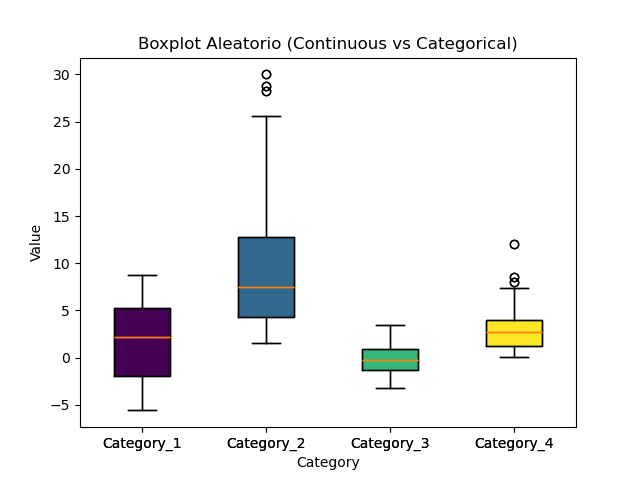 Boxplot Aleatorio (Continuous vs Categorical)
30
25
20
15
10
5
0
−5
Value
Category_1 Category_2 Category_3 Category_4
Category